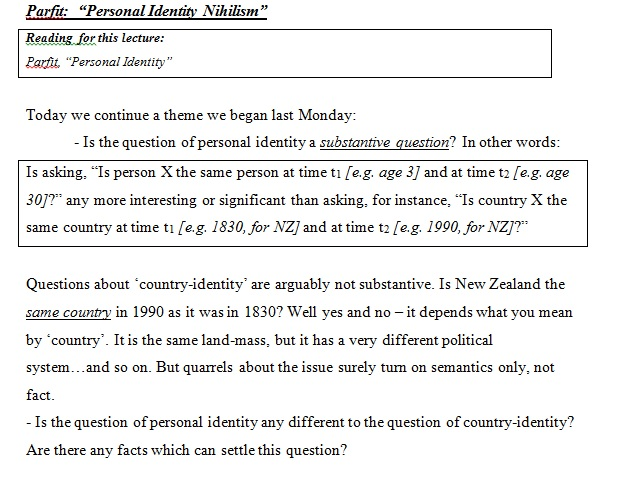 Parfit:  “Personal Identity Nihilism”
Reading for this lecture:
Parfit, “Personal Identity”
Today we continue a theme we began last Monday:
- Is the question of personal identity a substantive question? In other words:
Is asking, “Is person X the same person at time t1 [e.g. age 3] and at time t2 [e.g. age
30]?” any more interesting or significant than asking, for instance, “Is country X the
same country at time t1 [e.g. 1830, for NZ] and at time t2 [e.g. 1990, for NZ]?”
Questions about ‘country-identity’ are arguably not substantive. Is New Zealand the
same country in 1990 as it was in 1830? Well yes and no – it depends what you mean
by ‘country’. It is the same land-mass, but it has a very different political
system…and so on. But quarrels about the issue surely turn on semantics only, not
fact.
- Is the question of personal identity any different to the question of country-identity?
Are there any facts which can settle this question?